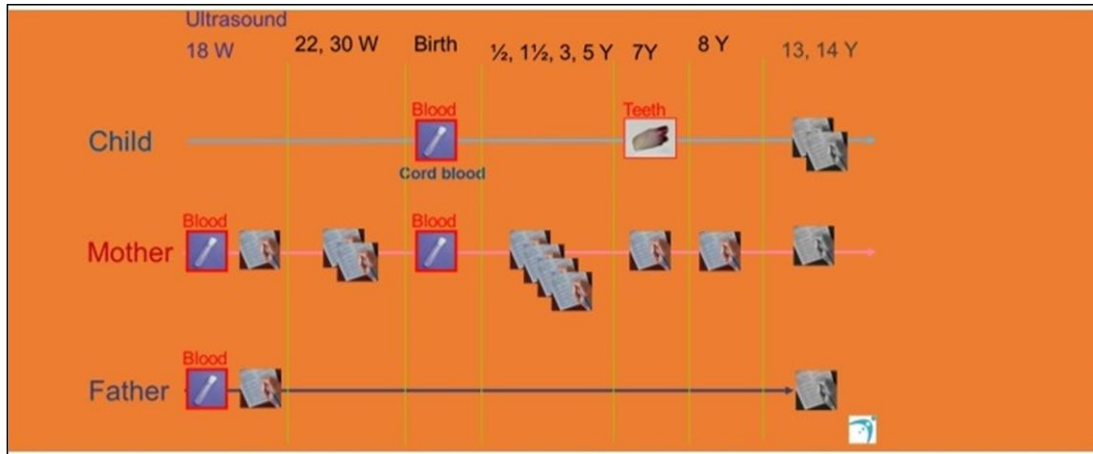 Ultrasound
18 W
22, 30 W
Birth
½, 1½, 3, 5 Y
7Y
8 Y
13, 14 Y
Blood
Teeth
Child
Cord blood
Blood
Blood
Mother
Blood
Father